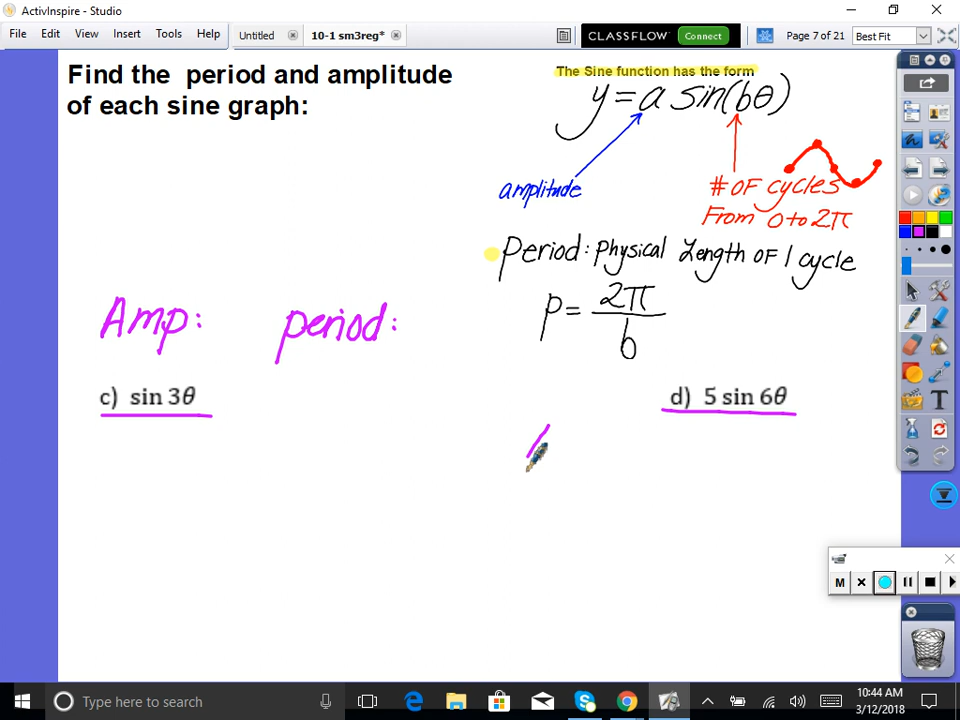 ActivInspire - Studio
File Edit View Insert Tools Help
Untitled
10-1 sm3reg*
CLASSFLOW Connect
Page 7 of 21
Best Fit
Find the period and amplitude
of each sine graph:
The Sine function has the form
y = a sin(bθ)
amplitude
# of cycles
From 0 to 2π
Period: Physical Length of 1 cycle
P = 2π
b
Amp: period:
c) sin 3θ
d) 5 sin 6θ
M
Type here to search
10:44 AM
3/12/2018